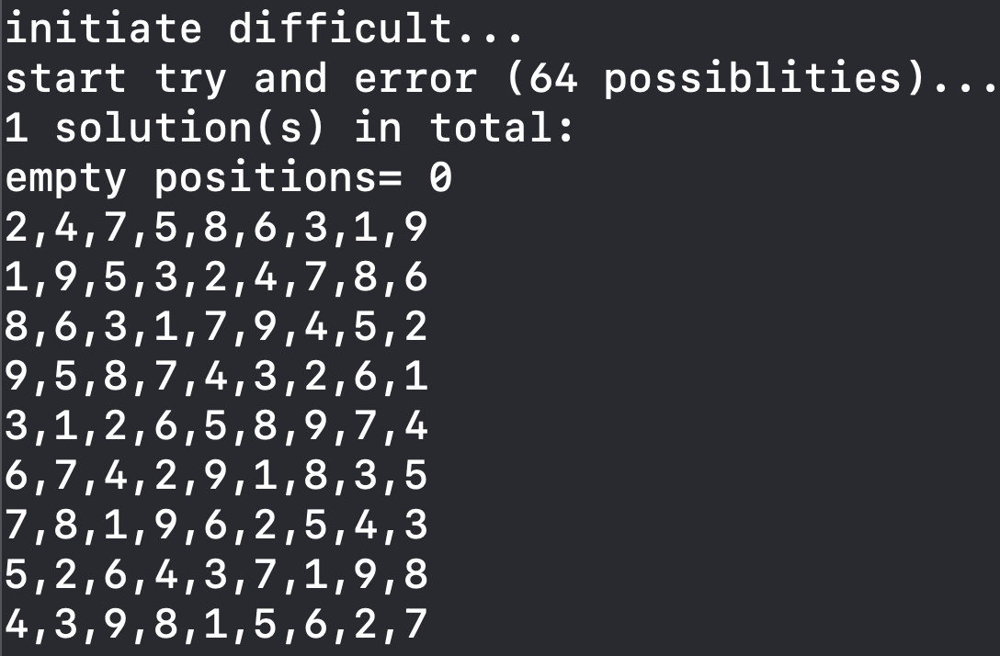 initiate difficult...
start try and error (64 possiblities)...
1 solution(s) in total:
empty positions= 0
2,4,7,5,8,6,3,1,9
1,9,5,3,2,4,7,8,6
8,6,3,1,7,9,4,5,2
9,5,8,7,4,3,2,6,1
3,1,2,6,5,8,9,7,4
6,7,4,2,9,1,8,3,5
7,8,1,9,6,2,5,4,3
5,2,6,4,3,7,1,9,8
4,3,9,8,1,5,6,2,7